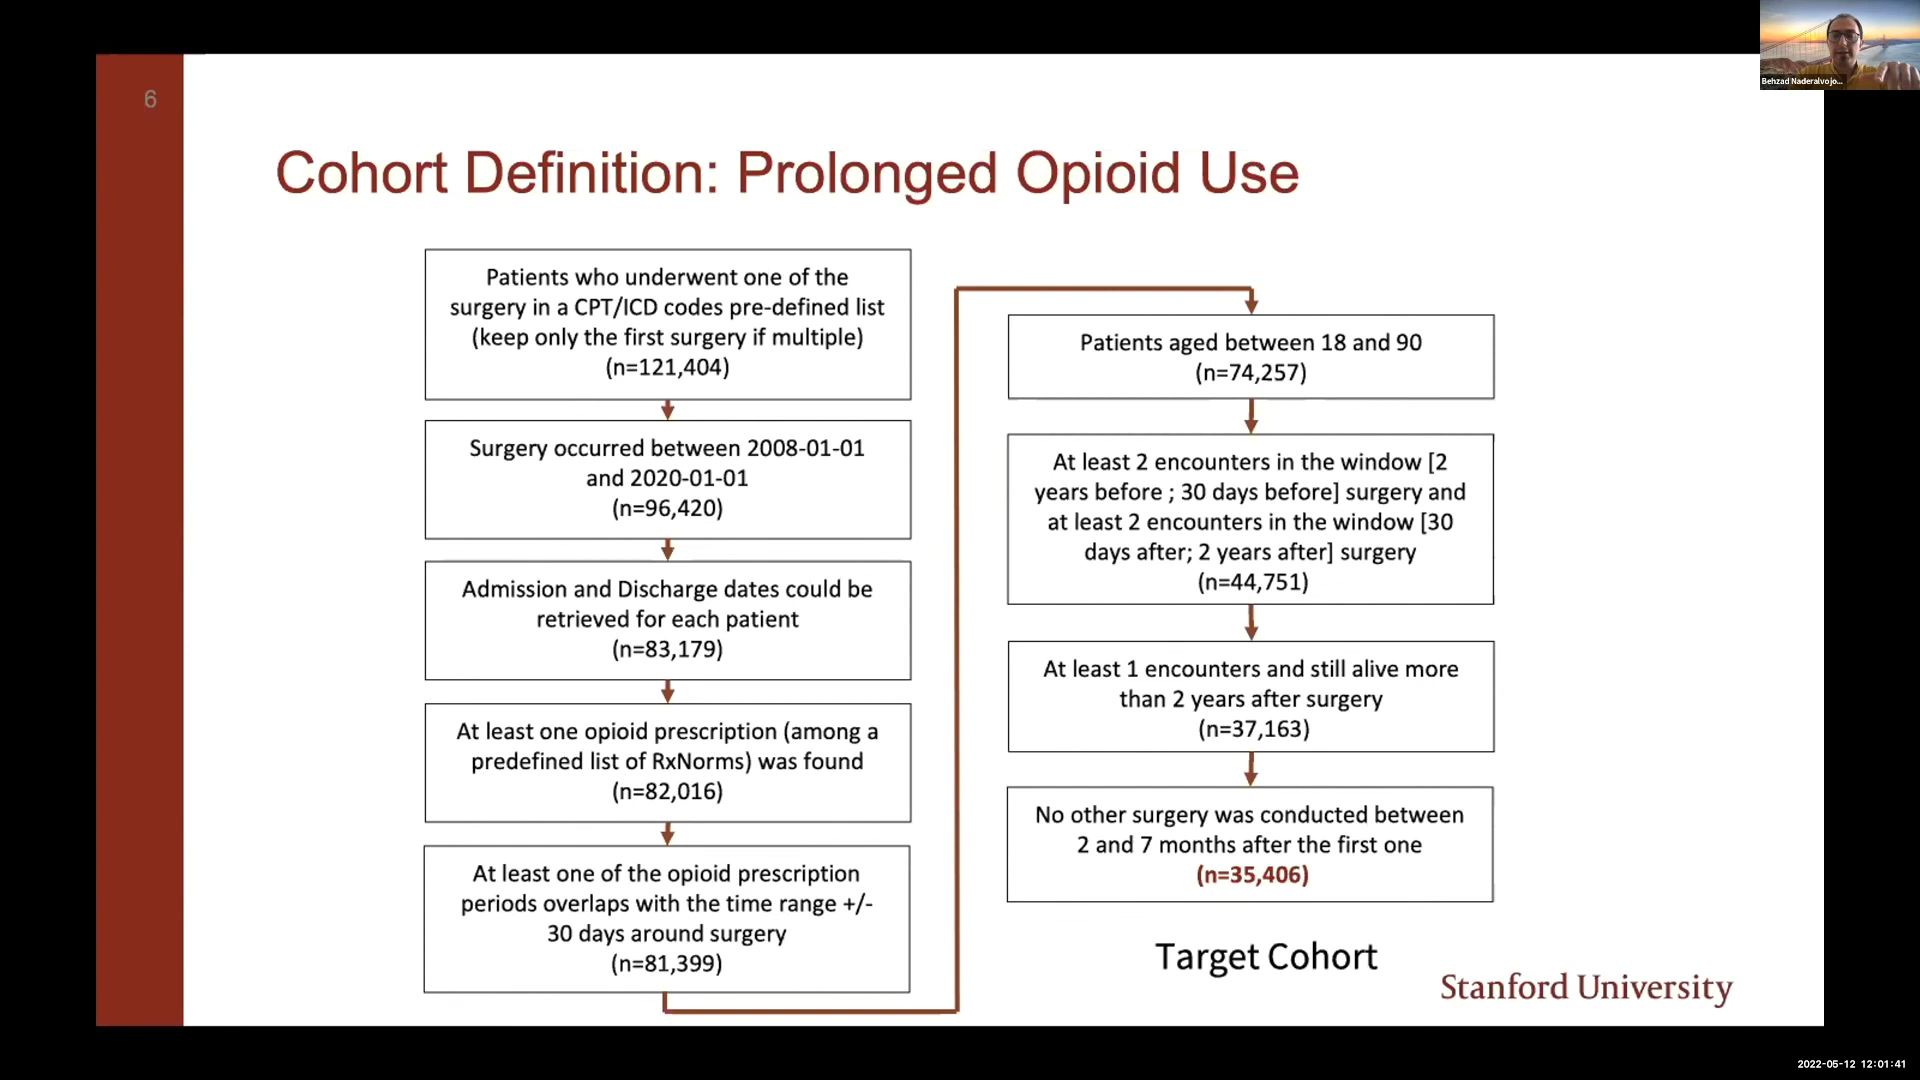 6
Cohort Definition: Prolonged Opioid Use
Patients who underwent one of the
surgery in a CPT/ICD codes pre-defined list
(keep only the first surgery if multiple)
(n=121,404)
Surgery occurred between 2008-01-01
and 2020-01-01
(n=96,420)
Admission and Discharge dates could be
retrieved for each patient
(n=83,179)
At least one opioid prescription (among a
predefined list of RxNorms) was found
(n=82,016)
At least one of the opioid prescription
periods overlaps with the time range +/-
30 days around surgery
(n=81,399)
Patients aged between 18 and 90
(n=74,257)
At least 2 encounters in the window [2
years before ; 30 days before] surgery and
at least 2 encounters in the window [30
days after; 2 years after] surgery
(n=44,751)
At least 1 encounters and still alive more
than 2 years after surgery
(n=37,163)
No other surgery was conducted between
2 and 7 months after the first one
(n=35,406)
Target Cohort
Stanford University
Behzad Naderalvojo...
2022-05-12 12:01:41